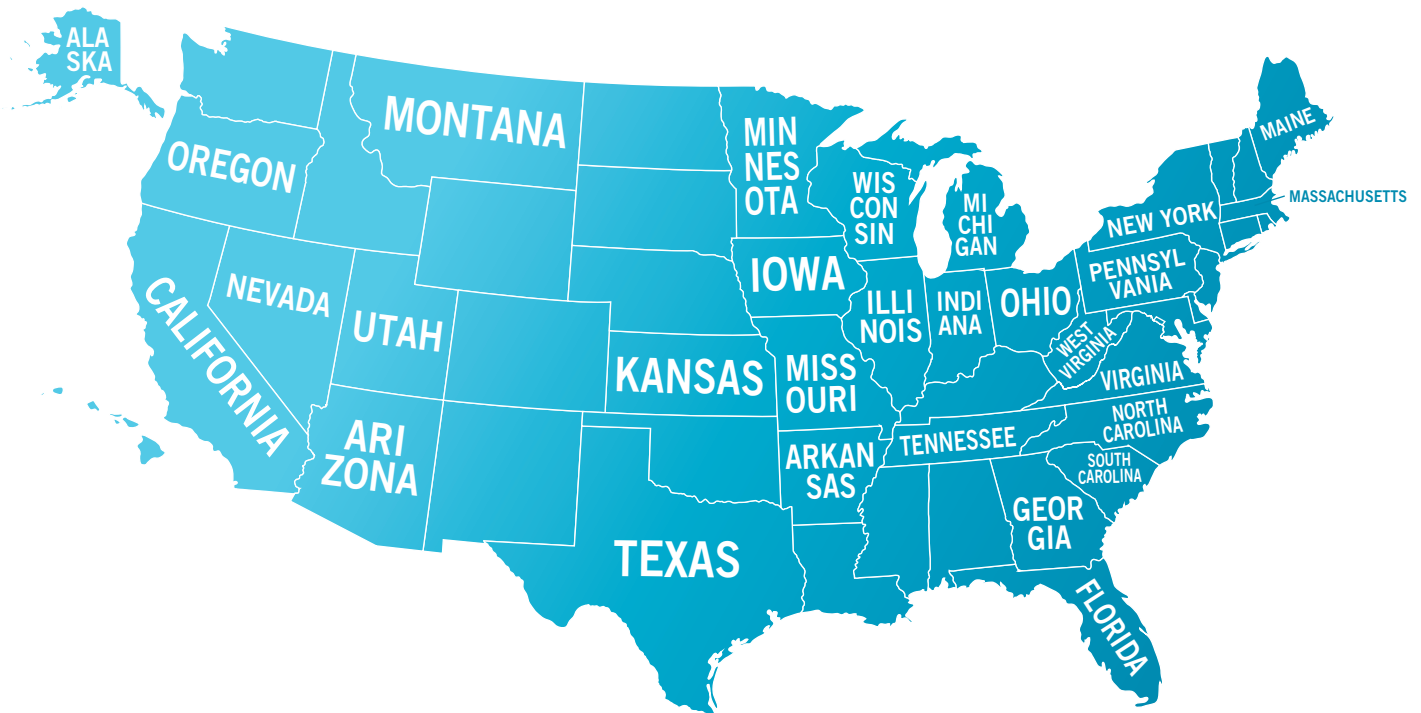 ALA
SKA
MONTANA
OREGON
MIN
NES
OTA
WIS
CON
SIN
MI
CHI
GAN
MAINE
MASSACHUSETTS
NEW YORK
PENNSYL
VANIA
IOWA
NEVADA
UTAH
CALIFORNIA
ILLI
NOIS
INDI
ANA
OHIO
WEST
VIRGINIA
VIRGINIA
KANSAS
MISS
OURI
ARI
ZONA
ARKAN
SAS
TENNESSEE
NORTH
CAROLINA
SOUTH
CAROLINA
GEOR
GIA
TEXAS
FLORIDA